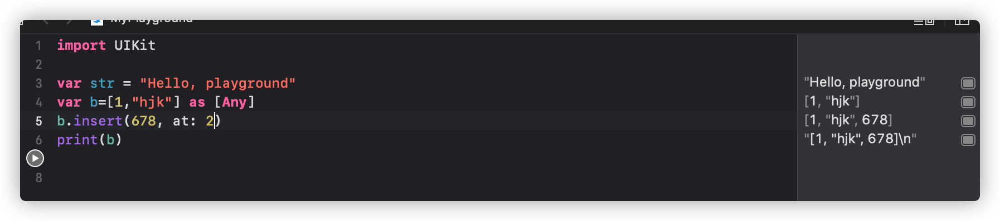 MyPlayground
1 import UIKit
2
3 var str = "Hello, playground"
4 var b=[1,"hjk"] as [Any]
5 b.insert(678, at: 2)
6 print(b)
8
"Hello, playground"
[1, "hjk"]
[1, "hjk", 678]
"[1, "hjk", 678]\n"